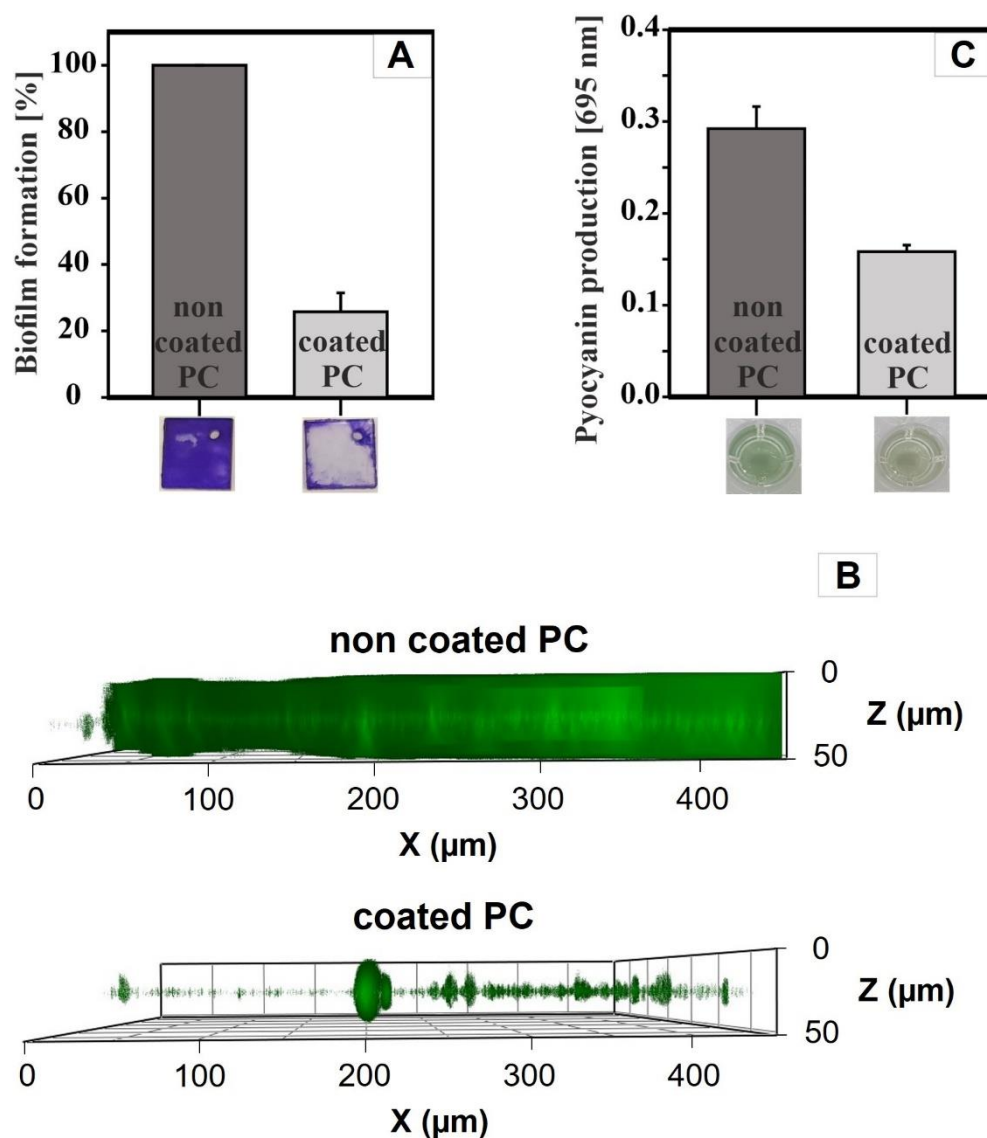 A
Biofilm formation [%]
100
80
60
40
20
0
non
coated
PC
coated
PC
C
Pyocyanin production [695 nm]
0.4
0.3
0.2
0.1
0.0
non
coated
PC
coated
PC
B
non coated PC
0
Z (µm)
50
0
100
200
300
400
X (µm)
coated PC
0
Z (µm)
50
0
100
200
300
400
X (µm)